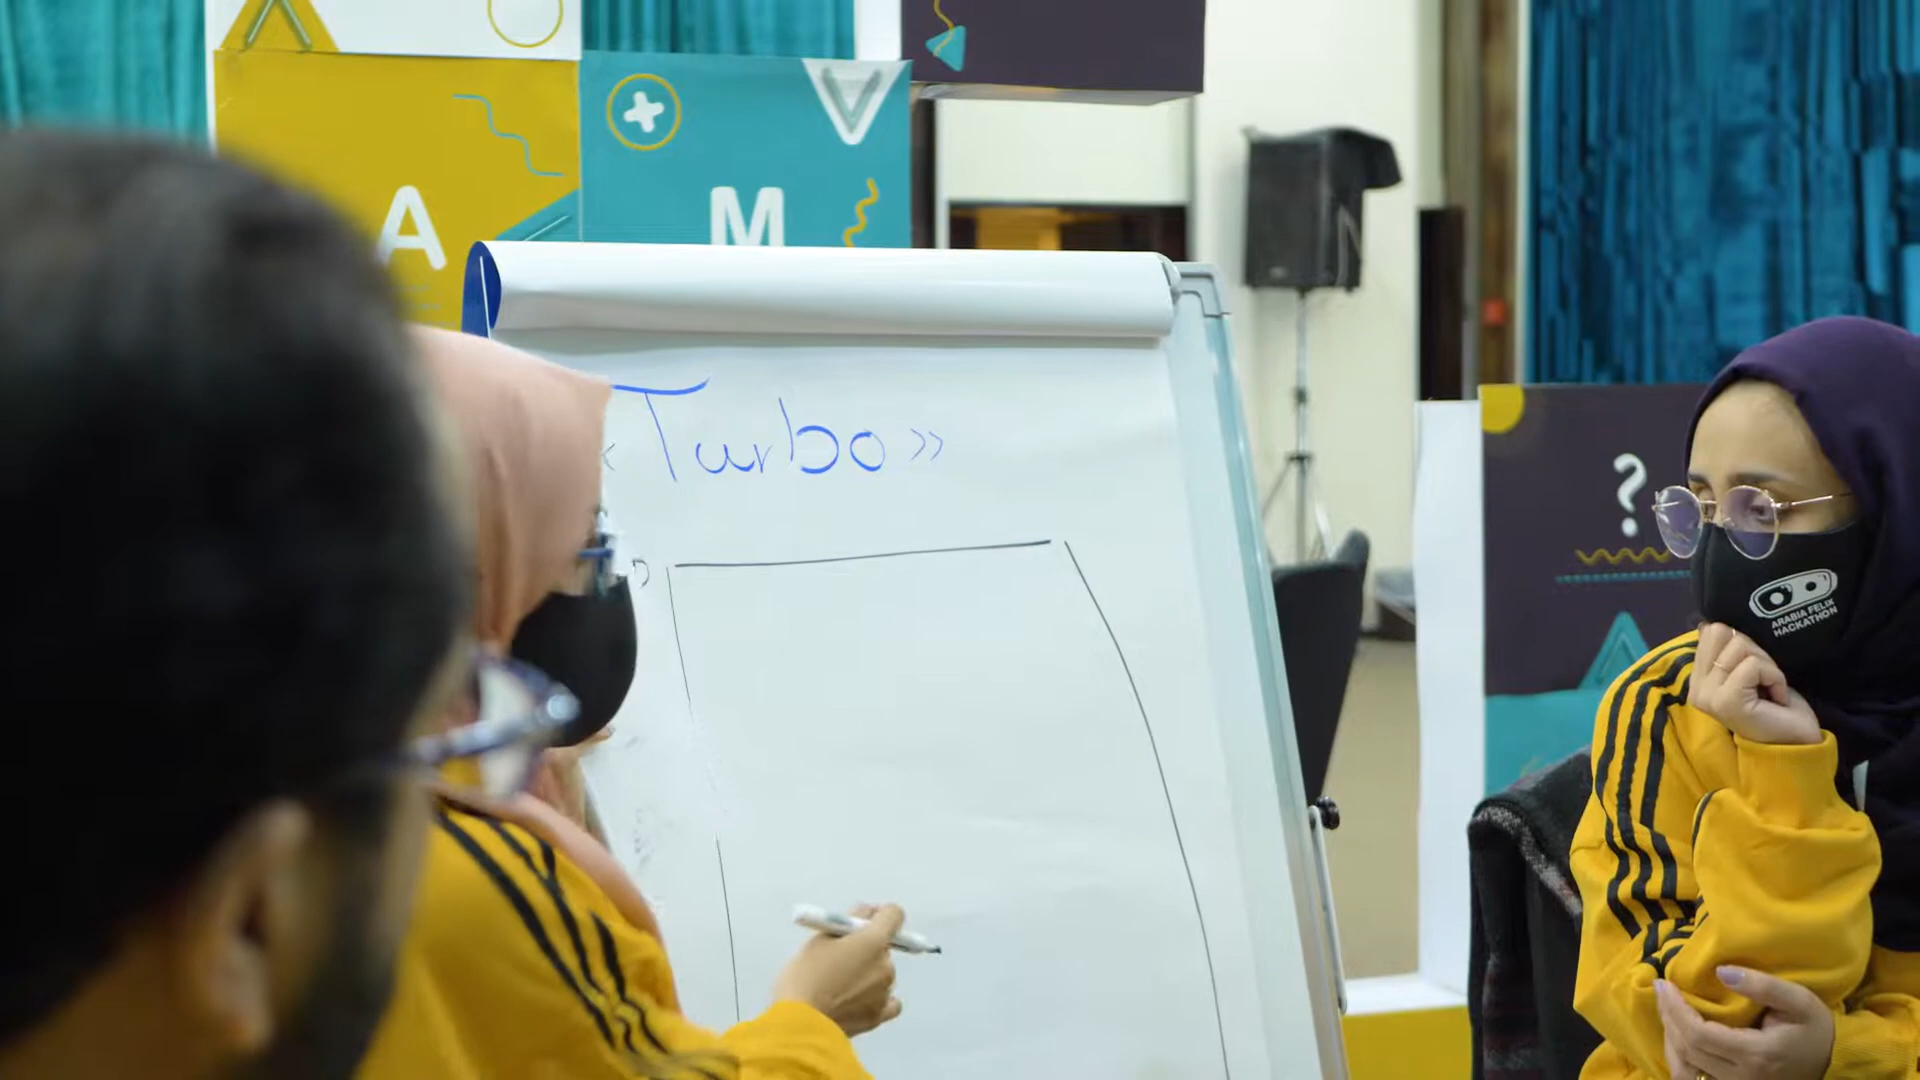 A
M
«Turbo»
?
ARABIA FELIX
HACKATHON